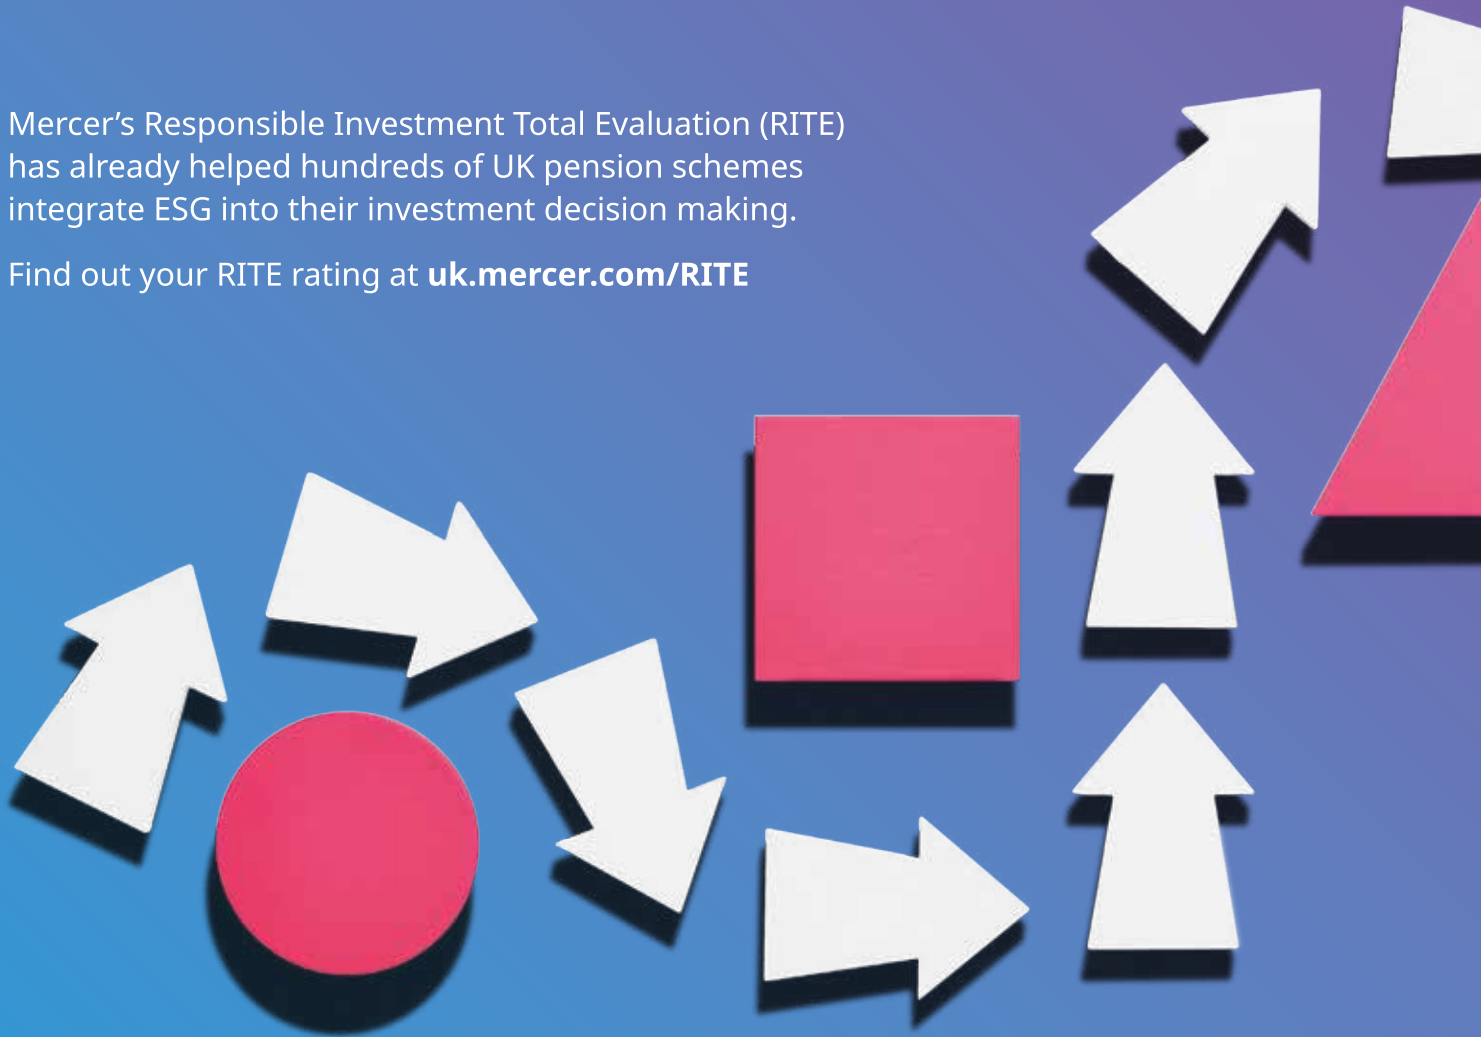 Mercer’s Responsible Investment Total Evaluation (RITE)
has already helped hundreds of UK pension schemes
integrate ESG into their investment decision making.
Find out your RITE rating at uk.mercer.com/RITE